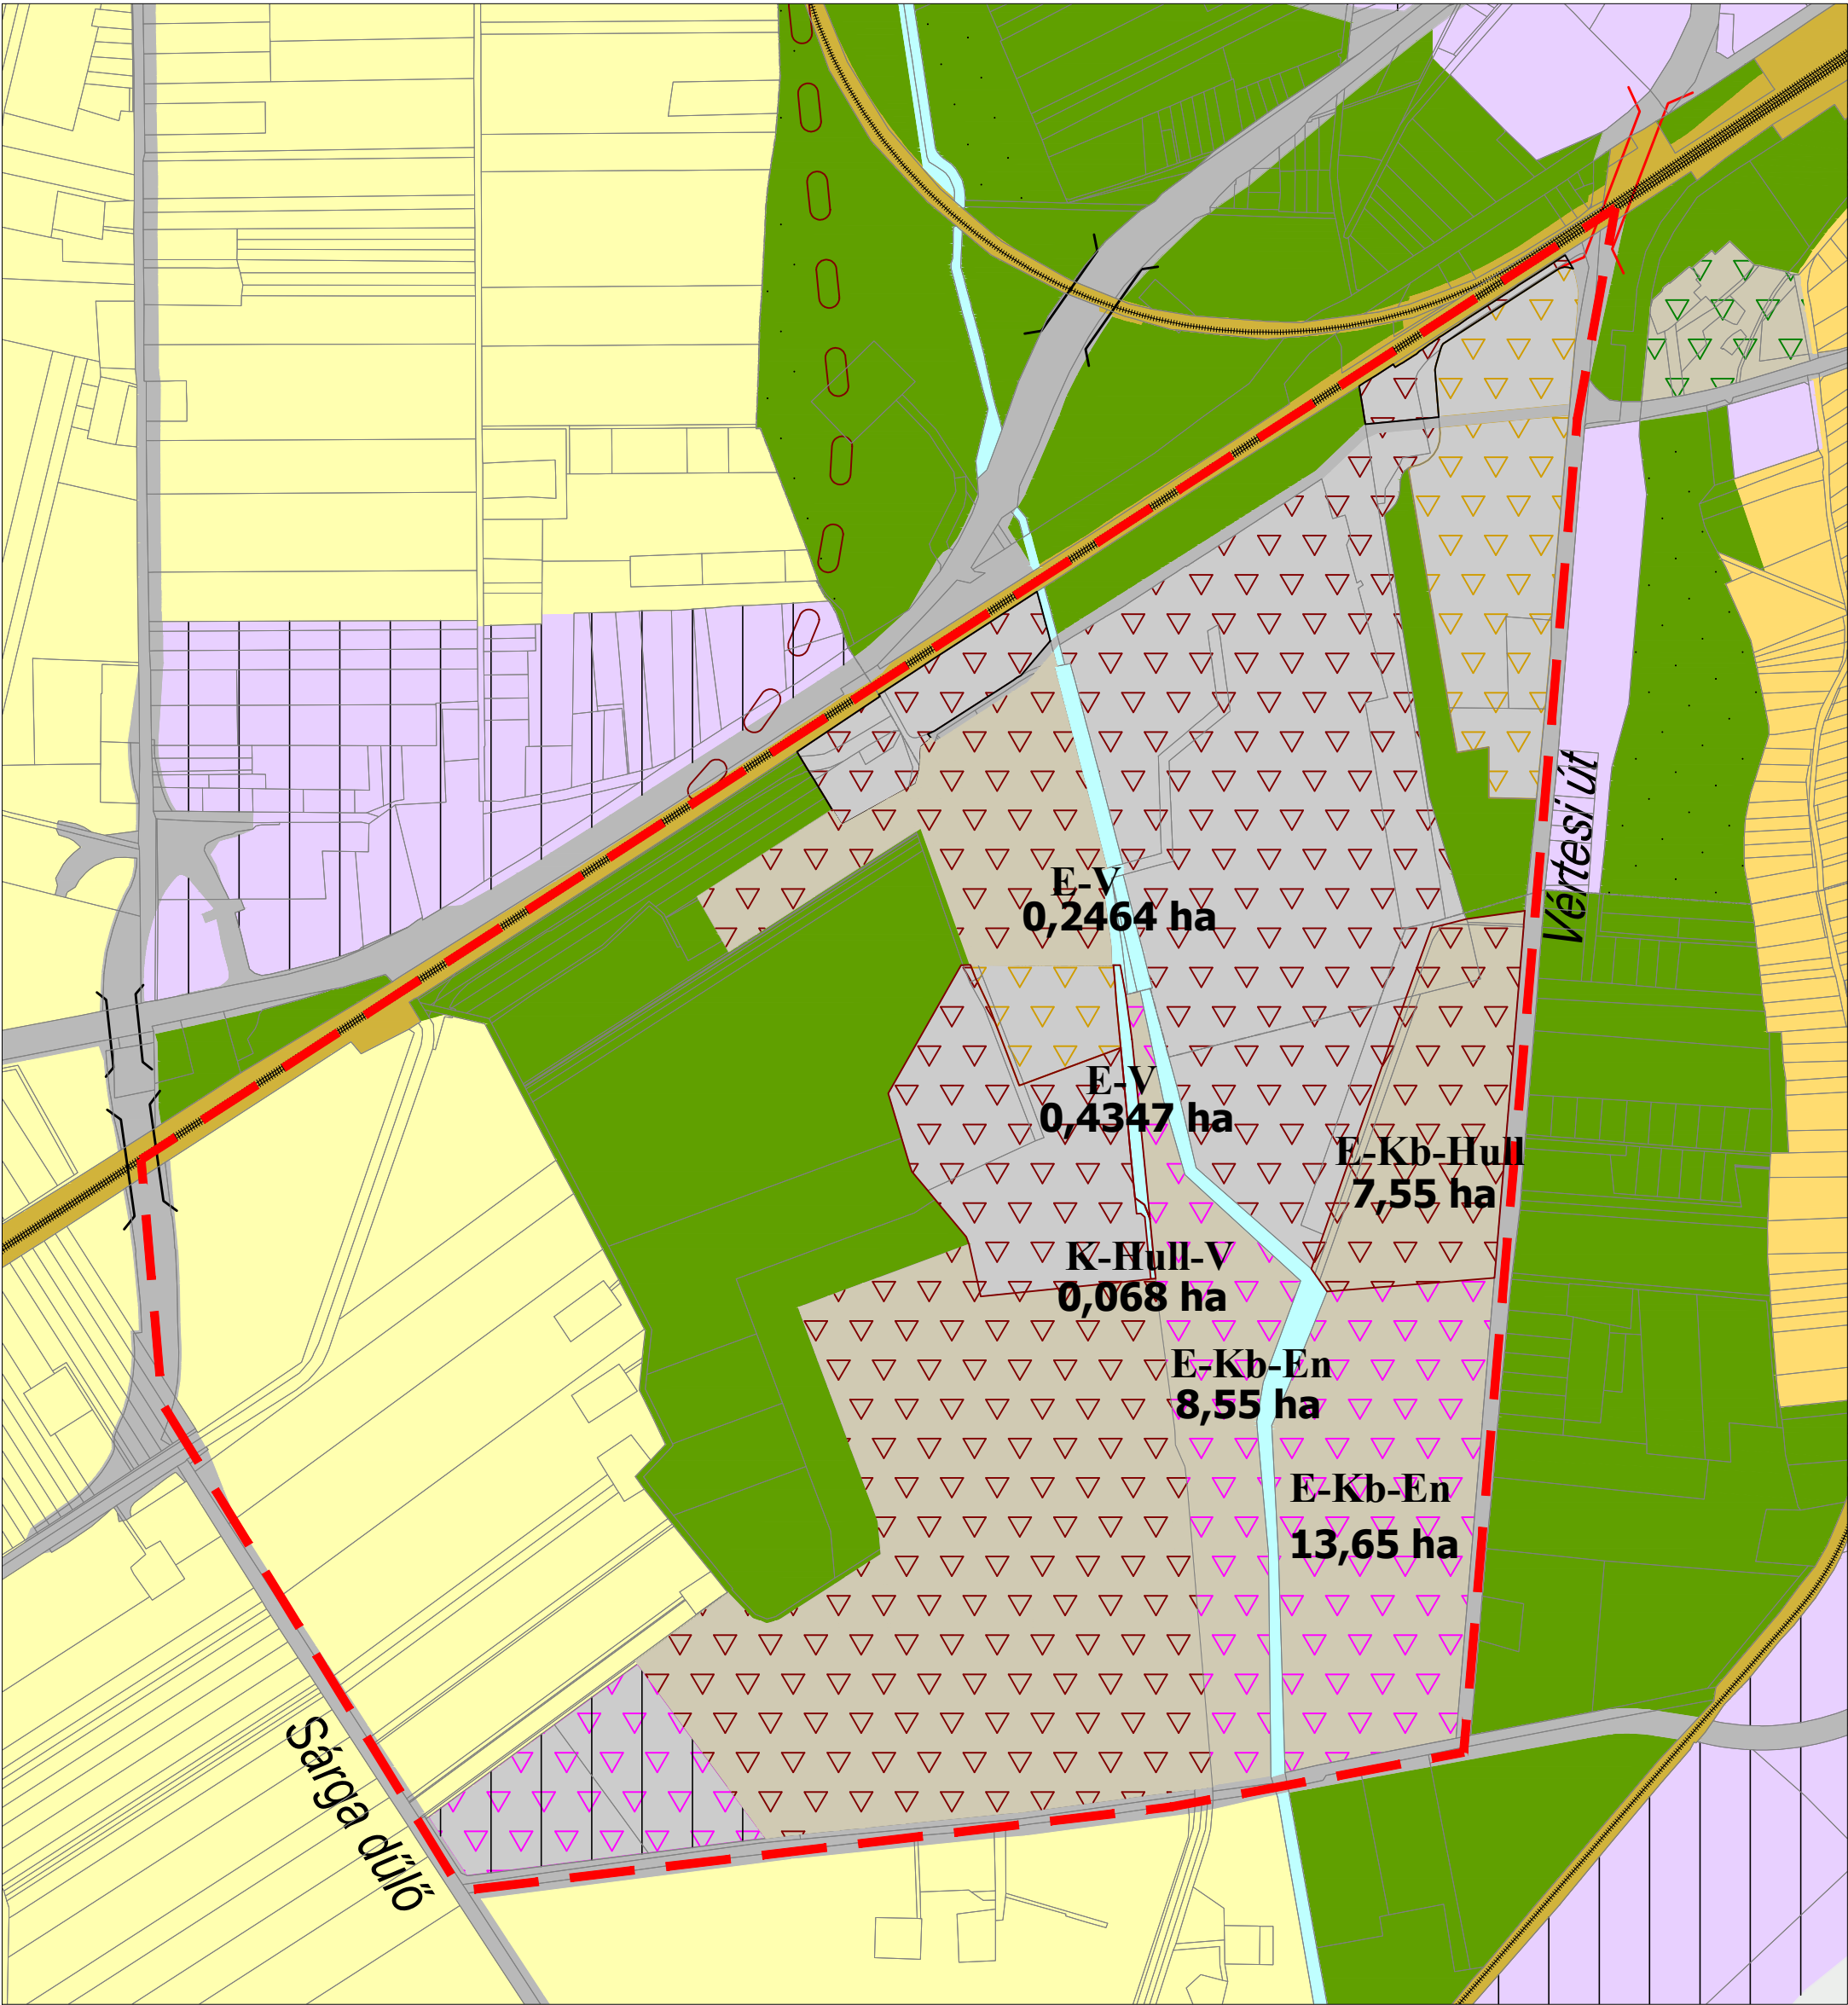 Vértesi út
E-V
0,2464 ha
E-V
0,4347 ha
E-Kb-Hull
7,55 ha
K-Hull-V
0,068 ha
E-Kb-En
8,55 ha
E-Kb-En
13,65 ha
Sárga dűlő